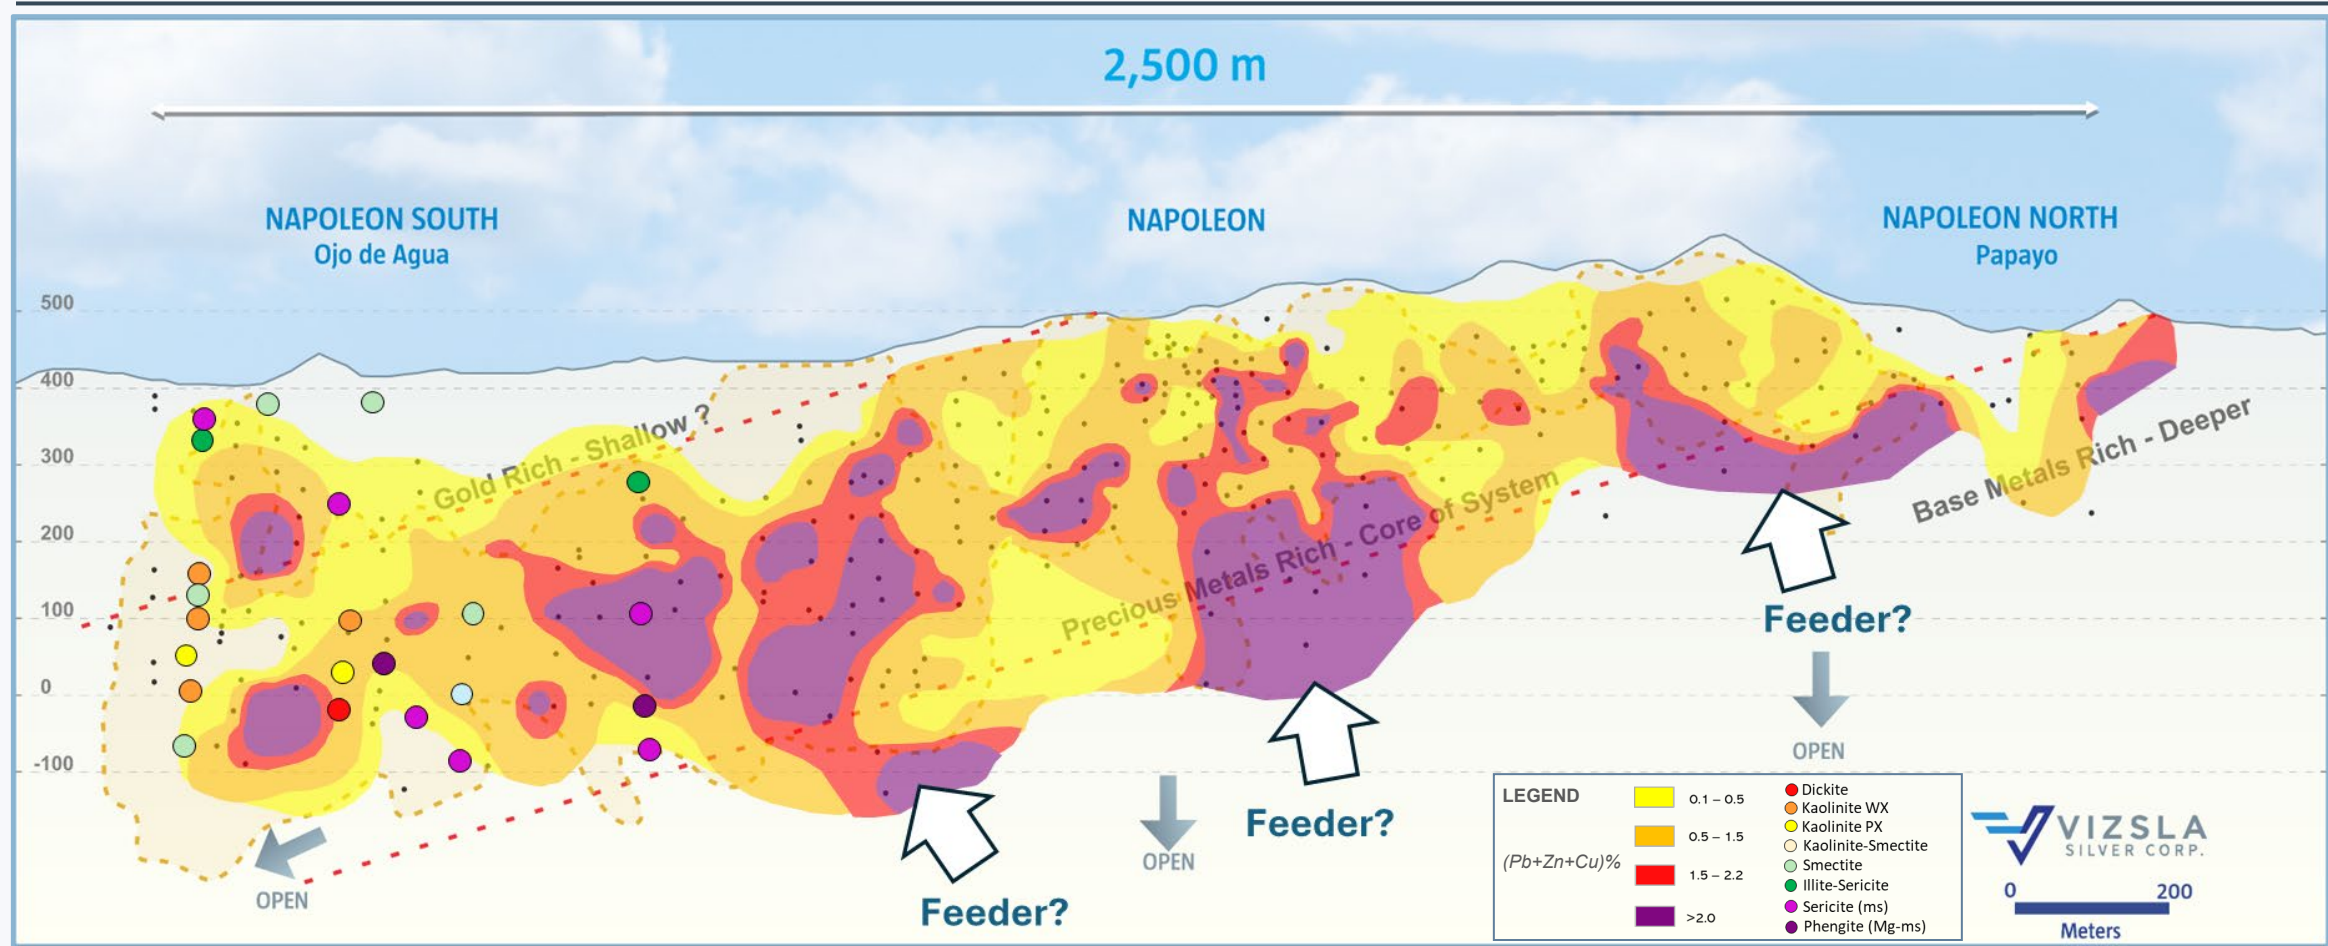 2,500 m
NAPOLEON SOUTH
Ojo de Agua
NAPOLEON
NAPOLEON NORTH
Papayo
500
400
300
200
100
0
-100
Gold Rich - Shallow ?
Precious Metals Rich - Core of System
Base Metals Rich - Deeper
Feeder?
Feeder?
Feeder?
OPEN
OPEN
OPEN
LEGEND
(Pb+Zn+Cu)%
0.1 – 0.5
0.5 – 1.5
1.5 – 2.2
>2.0
Dickite
Kaolinite WX
Kaolinite PX
Kaolinite-Smectite
Smectite
Illite-Sericite
Sericite (ms)
Phengite (Mg-ms)
VIZSLA
SILVER CORP.
0 200
Meters